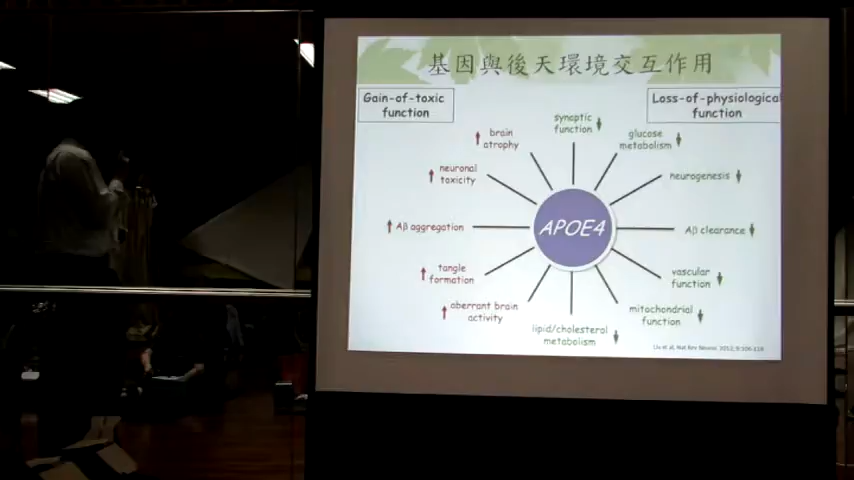 基因與後天環境交互作用
Gain-of-toxic
function
Loss-of-physiological
function
synaptic
function
brain
atrophy
glucose
metabolism
neuronal
toxicity
neurogenesis
Aβ aggregation
APOE4
Aβ clearance
tangle
formation
vascular
function
aberrant brain
activity
mitochondrial
function
lipid/cholesterol
metabolism